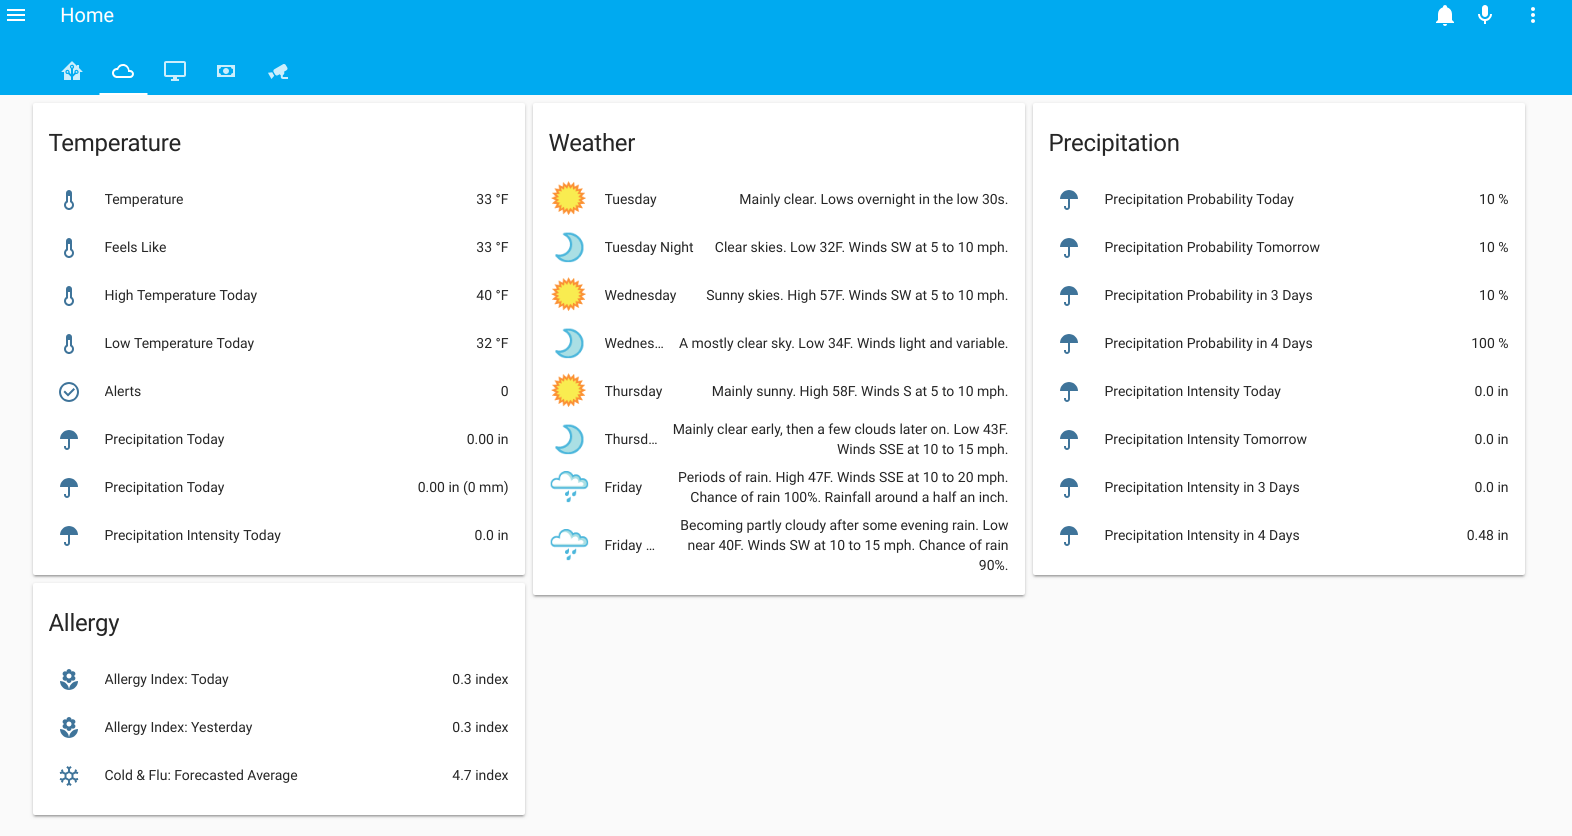 Home
Temperature
Temperature 33 °F
Feels Like 33 °F
High Temperature Today 40 °F
Low Temperature Today 32 °F
Alerts 0
Precipitation Today 0.00 in
Precipitation Today 0.00 in (0 mm)
Precipitation Intensity Today 0.0 in
Allergy
Allergy Index: Today 0.3 index
Allergy Index: Yesterday 0.3 index
Cold & Flu: Forecasted Average 4.7 index
Weather
Tuesday Mainly clear. Lows overnight in the low 30s.
Tuesday Night Clear skies. Low 32F. Winds SW at 5 to 10 mph.
Wednesday Sunny skies. High 57F. Winds SW at 5 to 10 mph.
Wednes... A mostly clear sky. Low 34F. Winds light and variable.
Thursday Mainly sunny. High 58F. Winds S at 5 to 10 mph.
Thursd... Mainly clear early, then a few clouds later on. Low 43F.
Winds SSE at 10 to 15 mph.
Friday Periods of rain. High 47F. Winds SSE at 10 to 20 mph.
Chance of rain 100%. Rainfall around a half an inch.
Friday ... Becoming partly cloudy after some evening rain. Low
near 40F. Winds SW at 10 to 15 mph. Chance of rain
90%.
Precipitation
Precipitation Probability Today 10 %
Precipitation Probability Tomorrow 10 %
Precipitation Probability in 3 Days 10 %
Precipitation Probability in 4 Days 100 %
Precipitation Intensity Today 0.0 in
Precipitation Intensity Tomorrow 0.0 in
Precipitation Intensity in 3 Days 0.0 in
Precipitation Intensity in 4 Days 0.48 in